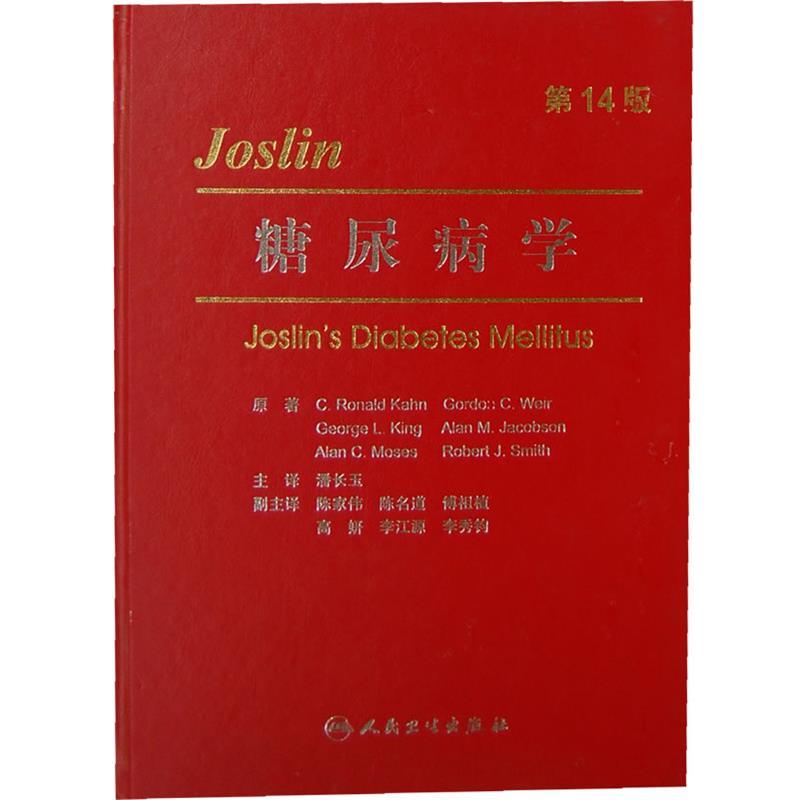 第14版
Joslin
糖尿病学
Joslin's Diabetes Mellitus
原 著 C. Ronald Kahn Gordon C. Weir
George L. King Alan M. Jacobson
Alan C. Moses Robert J. Smith
主 译 潘长玉
副主译 陈家伟 陈名道 傅祖植
高 妍 李江源 李秀钧
人民卫生出版社